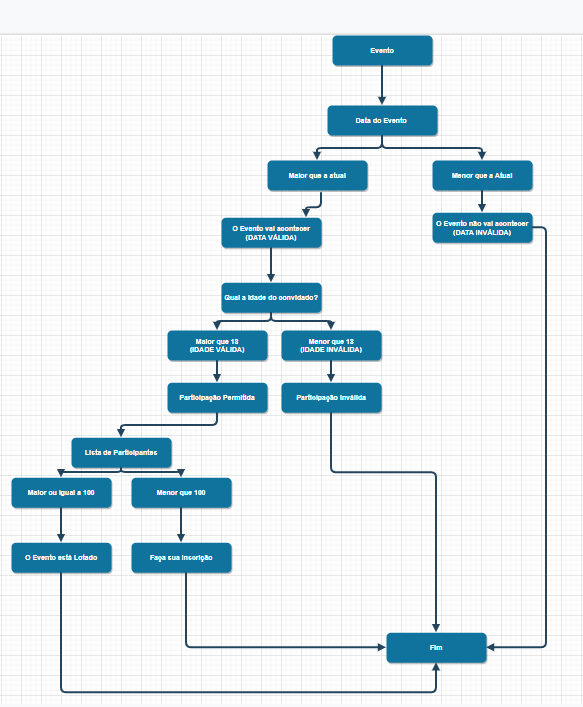 Evento
Data do Evento
Maior que a atual
Menor que a Atual
O Evento vai acontecer
(DATA VÁLIDA)
O Evento não vai acontecer
(DATA INVÁLIDA)
Qual a idade do convidado?
Maior que 18
(IDADE VÁLIDA)
Menor que 18
(IDADE INVÁLIDA)
Participação Permitida
Participação Inválida
Lista de Participantes
Maior ou igual a 100
Menor que 100
O Evento está Lotado
Faça sua inscrição
Fim